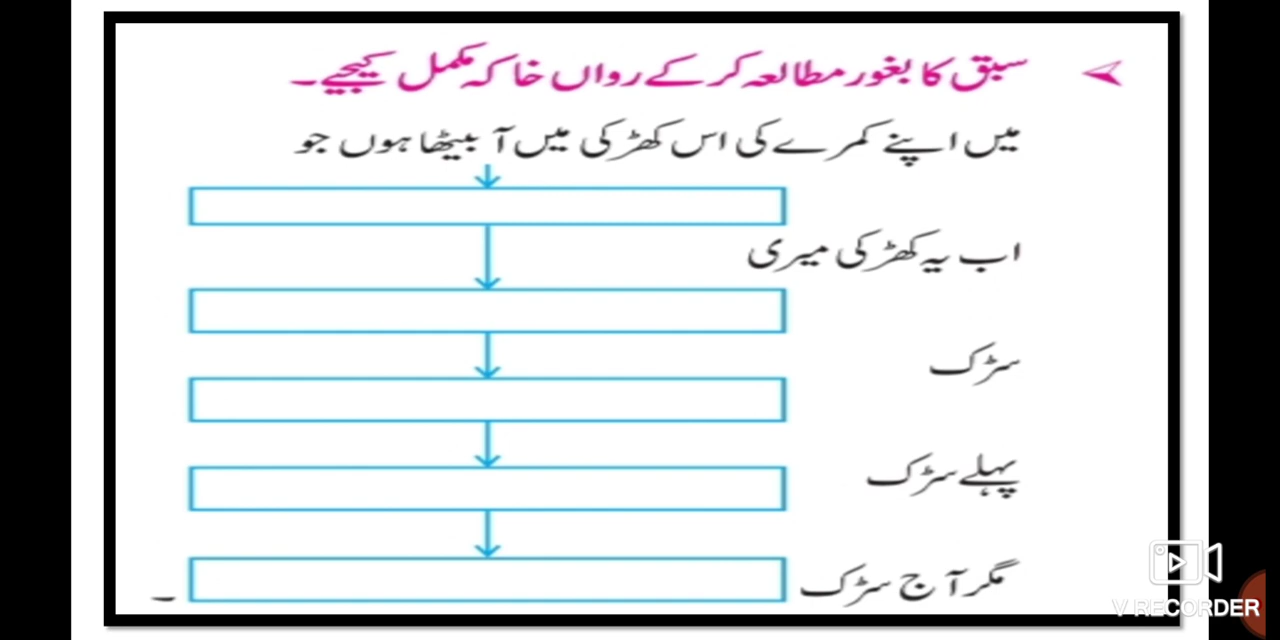 سبق کا بغور مطالعہ کر کے رواں خاکہ مکمل کیجیے۔
میں اپنے کمرے کی اس کھڑکی میں آ بیٹھا ہوں جو
اب یہ کھڑکی میری
سڑک
پہلے سڑک
مگر آج سڑک ۔
V RECORDER